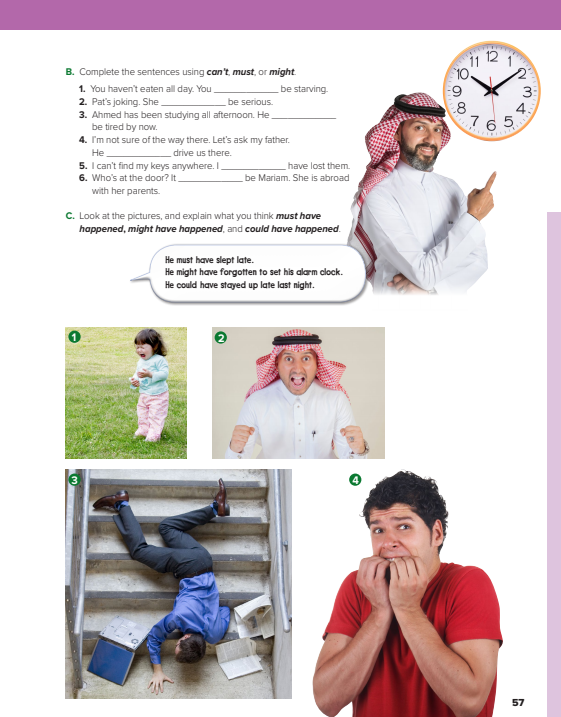 B. Complete the sentences using can't, must, or might.
1. You haven't eaten all day. You ____________ be starving.
2. Pat's joking. She ____________ be serious.
3. Ahmed has been studying all afternoon. He ____________
be tired by now.
4. I'm not sure of the way there. Let's ask my father.
He ____________ drive us there.
5. I can't find my keys anywhere. I ____________ have lost them.
6. Who's at the door? It ____________ be Mariam. She is abroad
with her parents.
C. Look at the pictures, and explain what you think must have
happened, might have happened, and could have happened.
He must have slept late.
He might have forgotten to set his alarm clock.
He could have stayed up late last night.
12
1
2
3
4
5
6
7
8
9
10
11
1
2
3
4
57